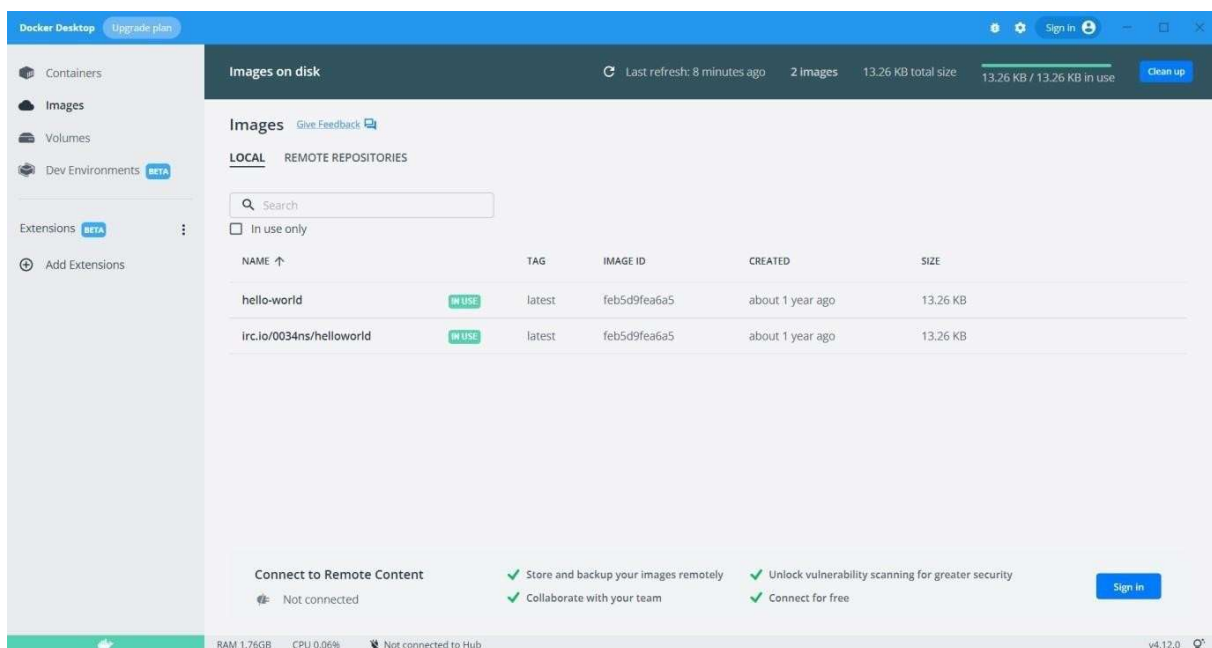 Docker Desktop Upgrade plan Sign in
Containers
Images
Volumes
Dev Environments BETA
Extensions BETA
Add Extensions
Images on disk Last refresh: 8 minutes ago 2 images 13.26 KB total size 13.26 KB / 13.26 KB in use Clean up
Images Give Feedback
LOCAL REMOTE REPOSITORIES
Search
In use only
NAME TAG IMAGE ID CREATED SIZE
hello-world IN USE latest feb5d9fea6a5 about 1 year ago 13.26 KB
irc.io/0034ns/helloworld IN USE latest feb5d9fea6a5 about 1 year ago 13.26 KB
Connect to Remote Content
Not connected
Store and backup your images remotely
Collaborate with your team
Unlock vulnerability scanning for greater security
Connect for free
Sign in
RAM 1.76GB CPU 0.06% Not connected to Hub v4.12.0